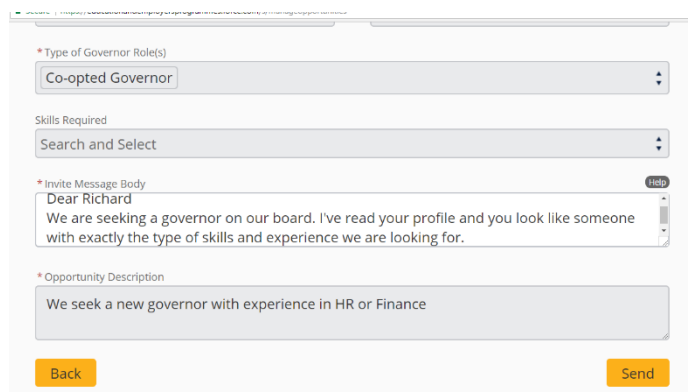 *Type of Governor Role(s)
Co-opted Governor
Skills Required
Search and Select
*Invite Message Body
Help
Dear Richard
We are seeking a governor on our board. I've read your profile and you look like someone
with exactly the type of skills and experience we are looking for.
*Opportunity Description
We seek a new governor with experience in HR or Finance
Back
Send